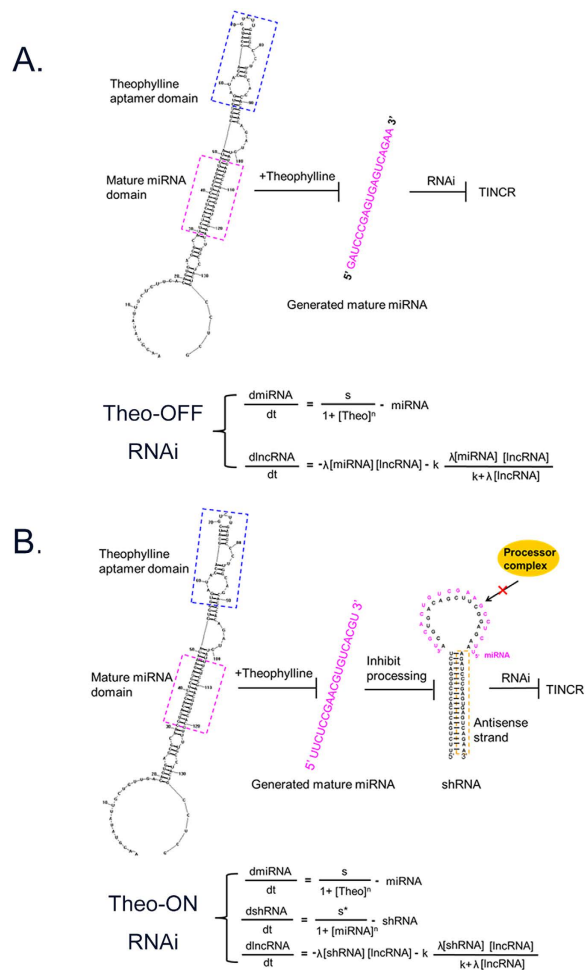 A.
Theophylline
aptamer domain
Mature miRNA
domain
+Theophylline
5' GAUCCCGAGUGAGUCAGAA 3'
Generated mature miRNA
RNAi
TINCR
Theo-OFF
RNAi
dmiRNA/dt = s/1+ [Theo]ⁿ - miRNA
dlncRNA/dt = -λ[miRNA] [lncRNA] - k λ[miRNA] [lncRNA]/k+λ[lncRNA]
B.
Theophylline
aptamer domain
Mature miRNA
domain
+Theophylline
5' UUCUCCGAACGUGUCACGU 3'
Generated mature miRNA
Inhibit
processing
Processor
complex
miRNA
Antisense
strand
shRNA
RNAi
TINCR
Theo-ON
RNAi
dmiRNA/dt = s/1+ [Theo]ⁿ - miRNA
dshRNA/dt = s*/1+ [miRNA]ⁿ - shRNA
dlncRNA/dt = -λ[shRNA] [lncRNA] - k λ[shRNA] [lncRNA]/k+λ[lncRNA]